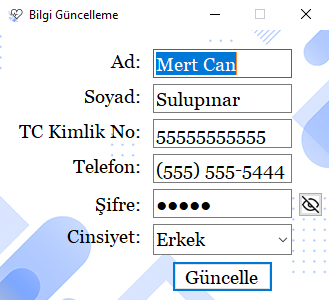 Bilgi Güncelleme
Ad: Mert Can
Soyad: Sulupınar
TC Kimlik No: 55555555555
Telefon: (555) 555-5444
Şifre: ●●●●●
Cinsiyet: Erkek
Güncelle